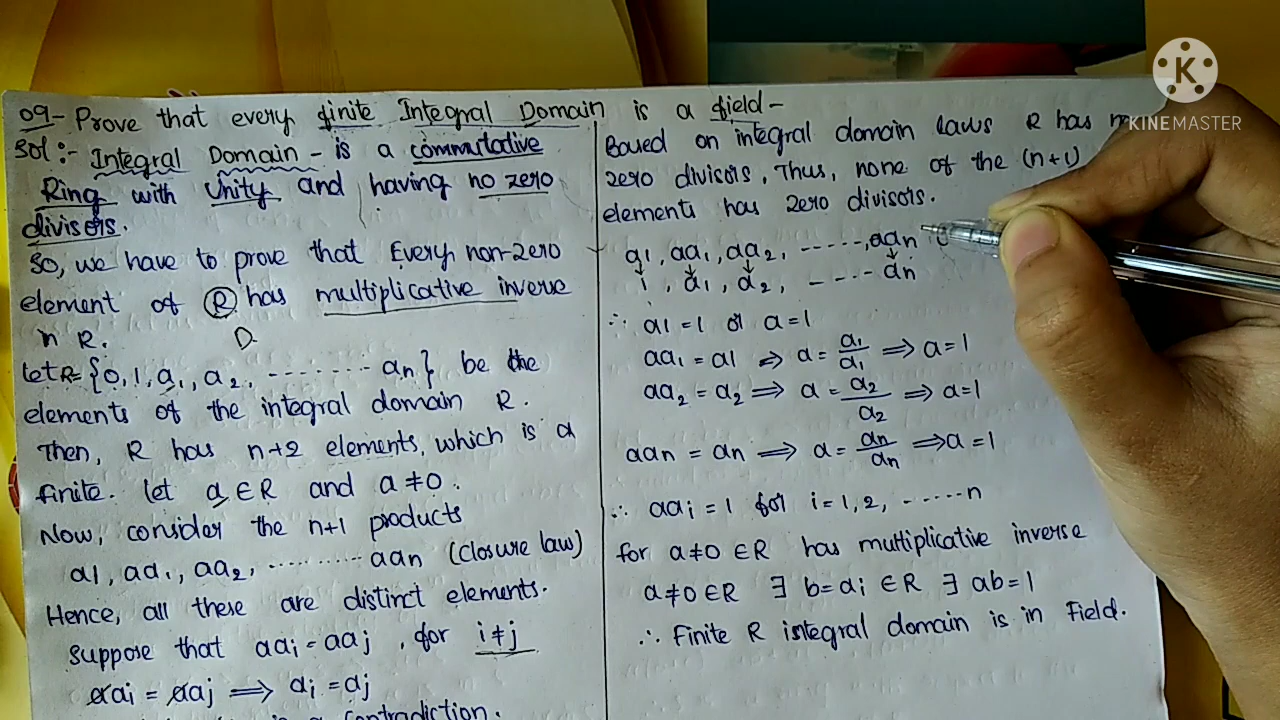 09- Prove that every finite Integral Domain is a field-
Sol:- Integral Domain - is a commutative
Ring with Unity and having no zero
divisors.
So, we have to prove that Every non-zero
element of R has multiplicative inverse
n R. D
let R={0,1,a1,a2, -------- an} be the
elements of the integral domain R.
Then, R has n+2 elements, which is a
finite. let a ∈ R and a ≠ 0.
Now, consider the n+1 products
a1, aa1, aa2, ---------- aan (closure law)
Hence, all these are distinct elements.
Suppose that aai = aaj , for i ≠ j
aai = aaj ⟹ ai = aj
is a contradiction.
Based on integral domain laws R has
zero divisors, Thus, none of the (n+1)
elements has zero divisors.
a1, aa1, aa2, ------, aan
1, a1, a2, ----- an
∴ a1 = 1 or a = 1
aa1 = a1 ⇒ a = a1/a1 ⟹ a = 1
aa2 = a2 ⟹ a = a2/a2 ⟹ a = 1
aan = an ⟹ a = an/an ⟹ a = 1
∴ aai = 1 for i = 1, 2, ------ n
for a ≠ 0 ∈ R has multiplicative inverse
a ≠ 0 ∈ R ∃ b = ai ∈ R ∃ ab = 1
∴ Finite R integral domain is in Field.
K
KINEMASTER